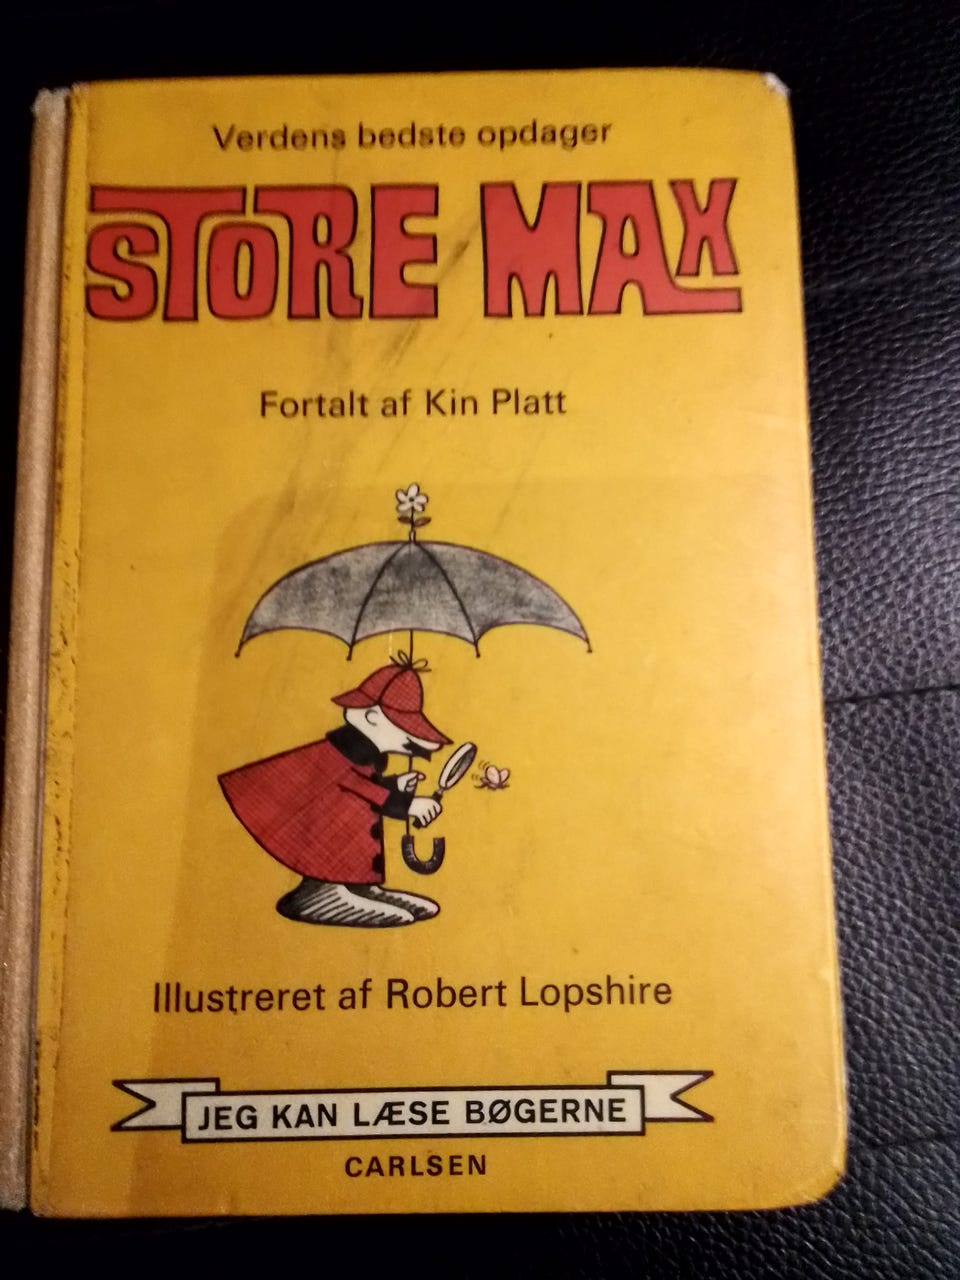 Verdens bedste opdager
STORE MAX
Fortalt af Kin Platt
Illustreret af Robert Lopshire
JEG KAN LÆSE BØGERNE
CARLSEN